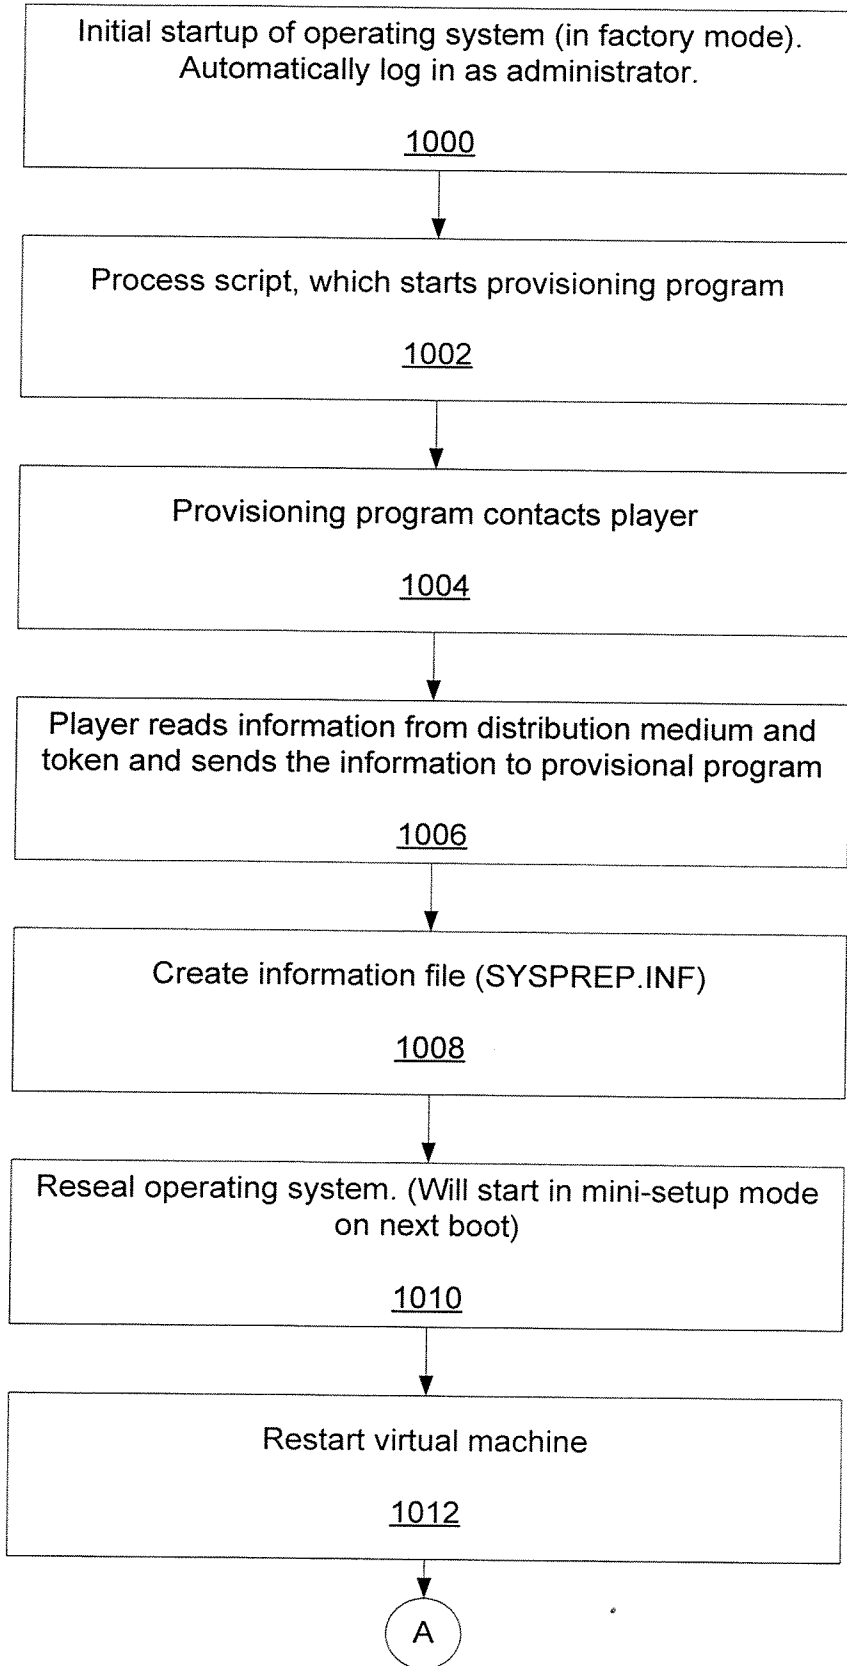 Initial startup of operating system (in factory mode).
Automatically log in as administrator.
1000
Process script, which starts provisioning program
1002
Provisioning program contacts player
1004
Player reads information from distribution medium and
token and sends the information to provisional program
1006
Create information file (SYSPREP.INF)
1008
Reseal operating system. (Will start in mini-setup mode
on next boot)
1010
Restart virtual machine
1012
A